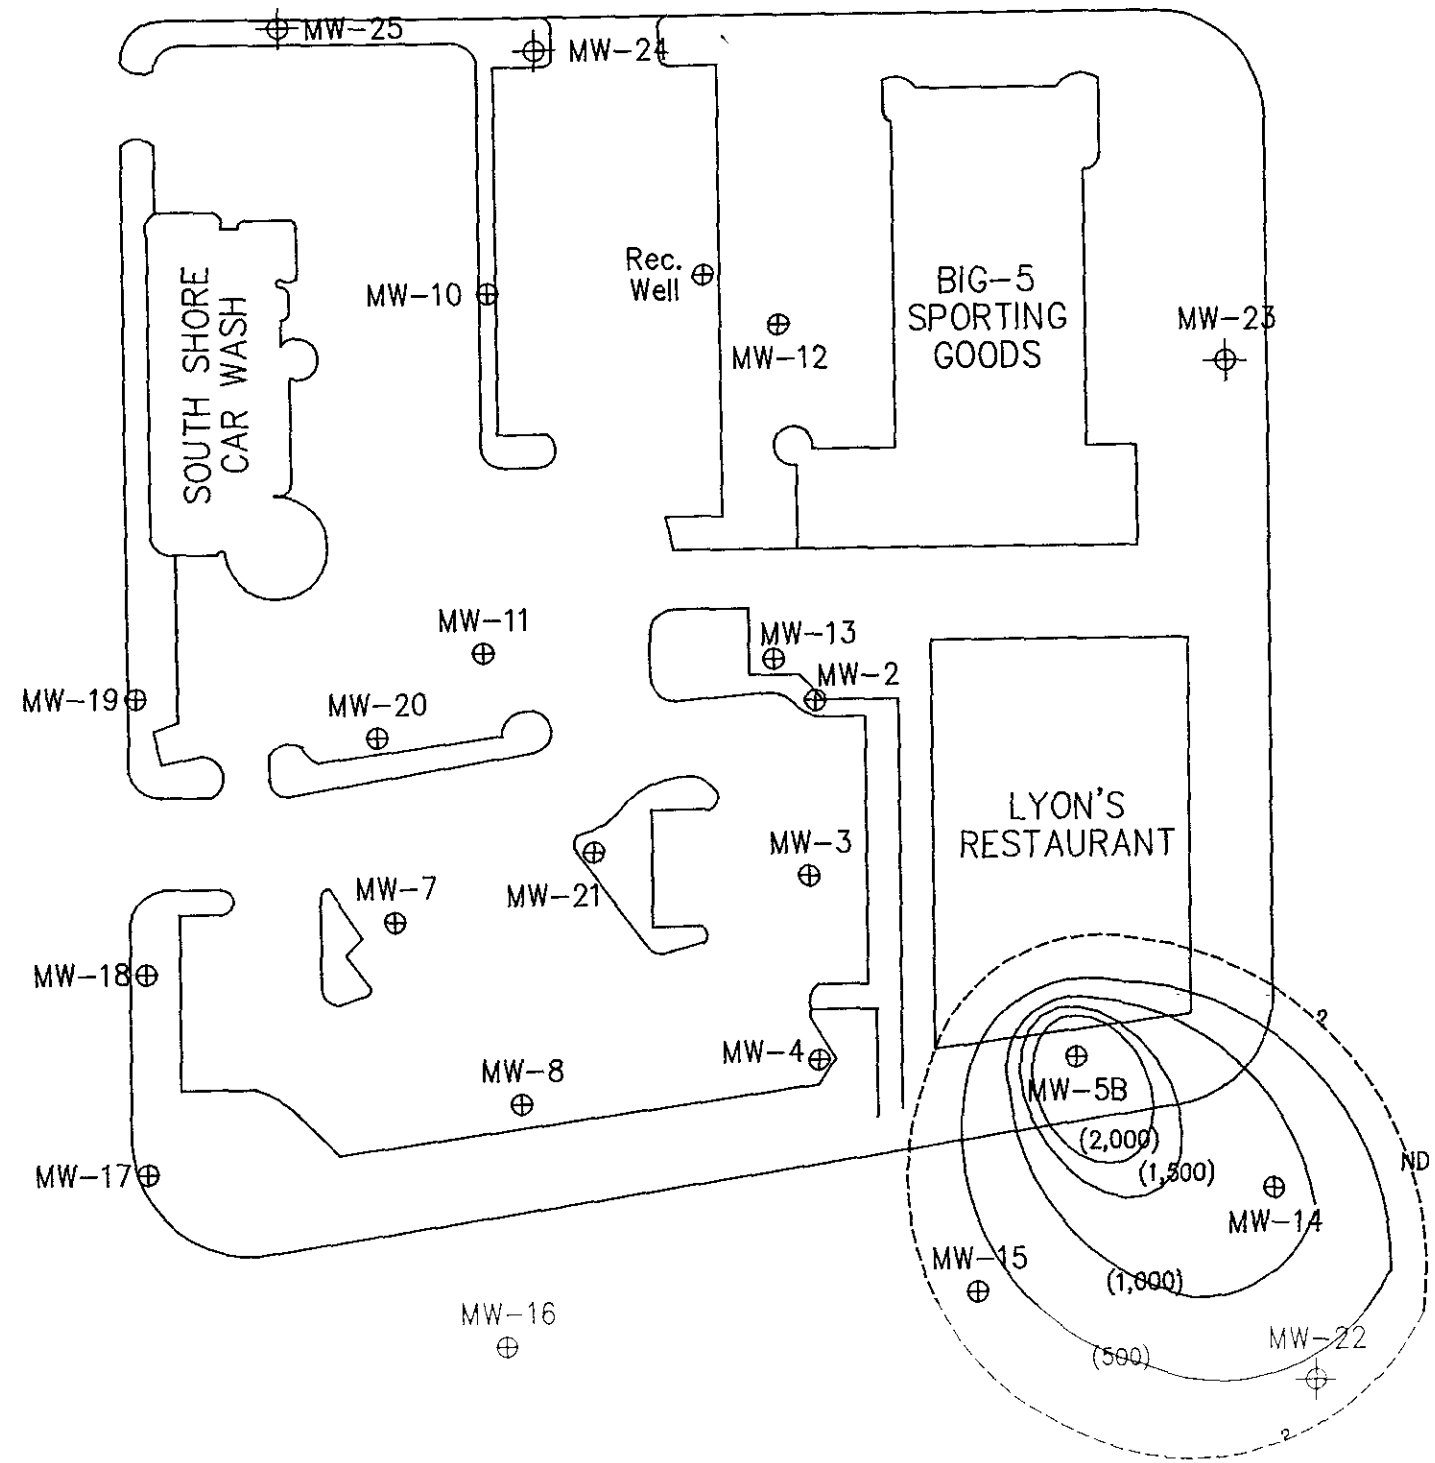 MW-25
MW-24
Rec.
Well
MW-10
MW-12
BIG-5
SPORTING
GOODS
MW-23
SOUTH SHORE
CAR WASH
MW-11
MW-13
MW-2
MW-19
MW-20
LYON'S
RESTAURANT
MW-3
MW-7
MW-21
MW-18
?
MW-4
MW-8
MW-5B
(2,000)
(1,500)
ND
MW-17
MW-14
MW-15
(1,000)
MW-16
MW-22
(500)
?